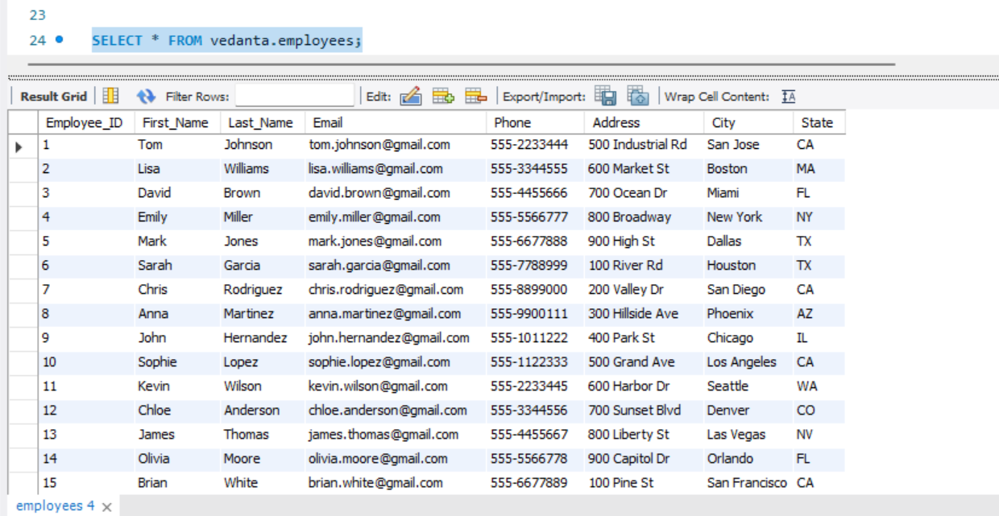 23
24 SELECT * FROM vedanta.employees;
Result Grid Filter Rows: Edit: Export/Import: Wrap Cell Content: IA
Employee_ID First_Name Last_Name Email Phone Address City State
1 Tom Johnson tom.johnson@gmail.com 555-2233444 500 Industrial Rd San Jose CA
2 Lisa Williams lisa.williams@gmail.com 555-3344555 600 Market St Boston MA
3 David Brown david.brown@gmail.com 555-4455666 700 Ocean Dr Miami FL
4 Emily Miller emily.miller@gmail.com 555-5566777 800 Broadway New York NY
5 Mark Jones mark.jones@gmail.com 555-6677888 900 High St Dallas TX
6 Sarah Garcia sarah.garcia@gmail.com 555-7788999 100 River Rd Houston TX
7 Chris Rodriguez chris.rodriguez@gmail.com 555-8899000 200 Valley Dr San Diego CA
8 Anna Martinez anna.martinez@gmail.com 555-9900111 300 Hillside Ave Phoenix AZ
9 John Hernandez john.hernandez@gmail.com 555-1011222 400 Park St Chicago IL
10 Sophie Lopez sophie.lopez@gmail.com 555-1122333 500 Grand Ave Los Angeles CA
11 Kevin Wilson kevin.wilson@gmail.com 555-2233445 600 Harbor Dr Seattle WA
12 Chloe Anderson chloe.anderson@gmail.com 555-3344556 700 Sunset Blvd Denver CO
13 James Thomas james.thomas@gmail.com 555-4455667 800 Liberty St Las Vegas NV
14 Olivia Moore olivia.moore@gmail.com 555-5566778 900 Capitol Dr Orlando FL
15 Brian White brian.white@gmail.com 555-6677889 100 Pine St San Francisco CA
employees 4